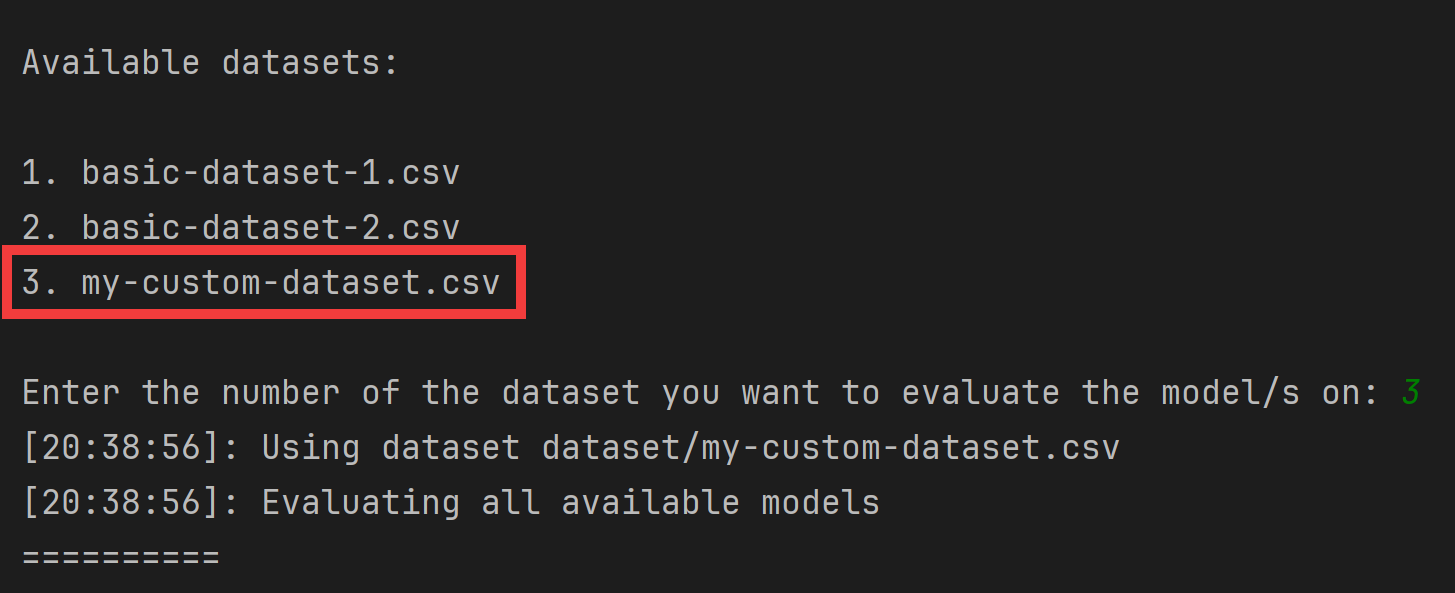 Available datasets:
1. basic-dataset-1.csv
2. basic-dataset-2.csv
3. my-custom-dataset.csv
Enter the number of the dataset you want to evaluate the model/s on: 3
[20:38:56]: Using dataset dataset/my-custom-dataset.csv
[20:38:56]: Evaluating all available models
==========